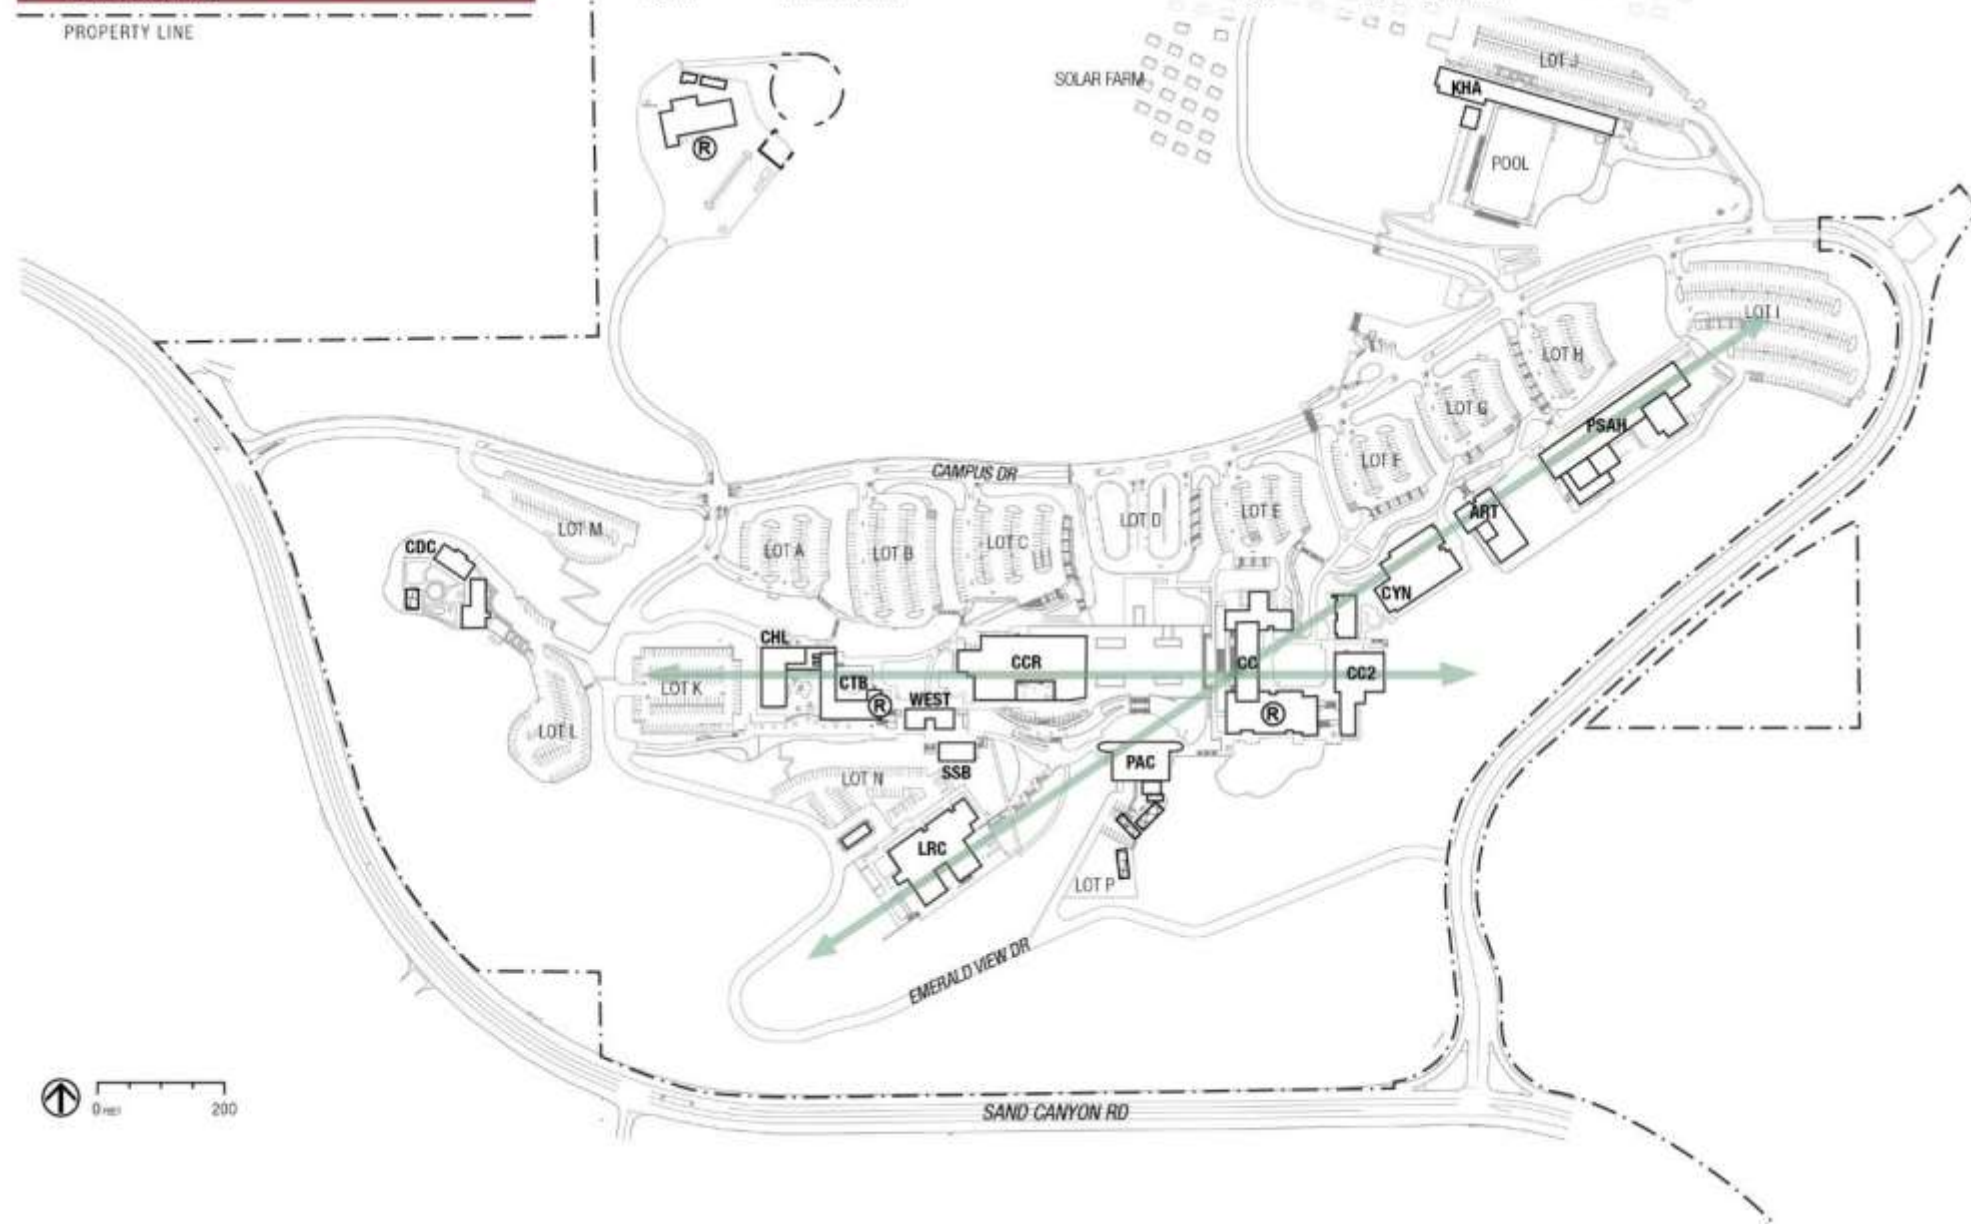 PROPERTY LINE
LOT J
SOLAR FARM
KHA
R
POOL
LOT I
LOT H
LOT G
PSAH
LOT F
CAMPUS DR
LOT M
LOT A
LOT B
LOT C
LOT D
LOT E
ART
CDC
CYN
CHL
CCR
CC
CC2
LOT K
CTB
R
WEST
R
LOT L
SSB
PAC
LOT N
LRC
LOT P
EMERALD VIEW DR
0 FEET 200
SAND CANYON RD